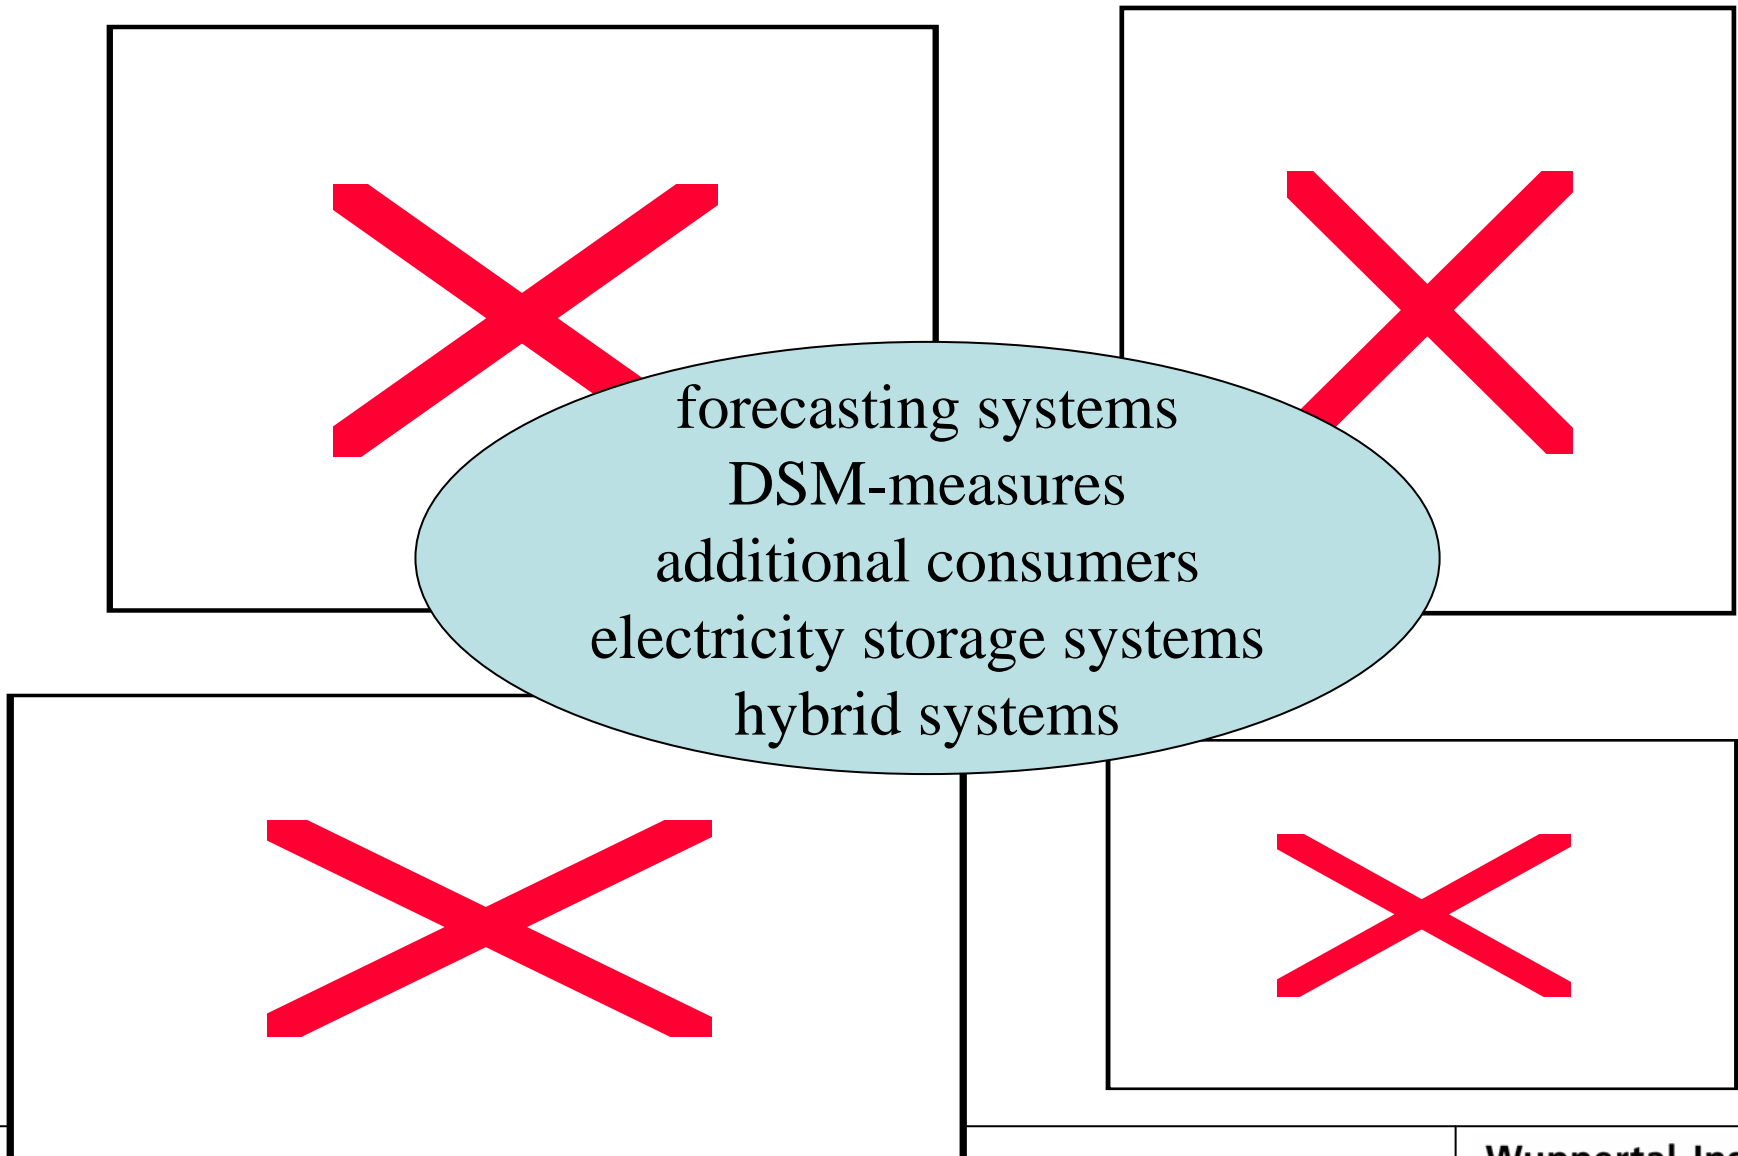 forecasting systems
DSM-measures
additional consumers
electricity storage systems
hybrid systems